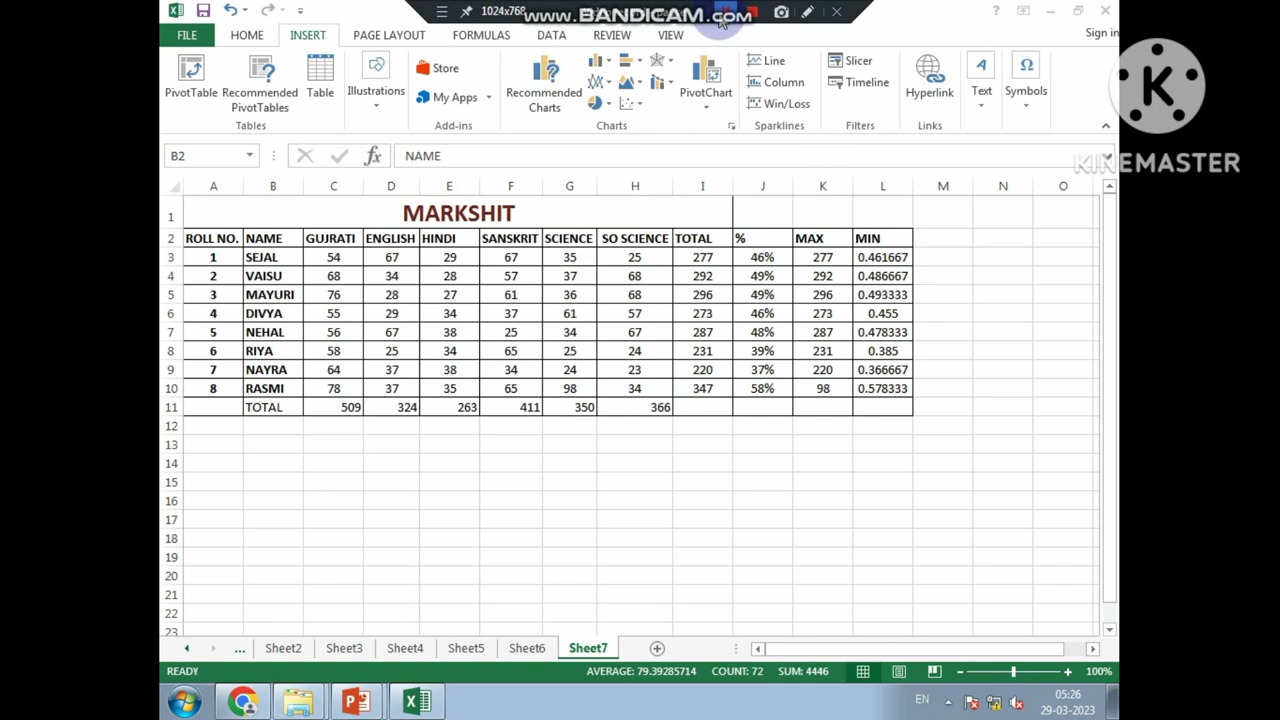 1024x768
www.BANDICAM.com
FILE HOME INSERT PAGE LAYOUT FORMULAS DATA REVIEW VIEW Sign in
K
KINEMASTER
PivotTable Recommended PivotTables Table Illustrations Store My Apps Recommended Charts PivotChart Line Column Win/Loss Slicer Timeline Hyperlink Text Symbols
Tables Add-ins Charts Sparklines Filters Links
B2 fx NAME
A B C D E F G H I J K L M N O
1 MARKSHIT
2 ROLL NO. NAME GUJRATI ENGLISH HINDI SANSKRIT SCIENCE SO SCIENCE TOTAL % MAX MIN
3 1 SEJAL 54 67 29 67 35 25 277 46% 277 0.461667
4 2 VAISU 68 34 28 57 37 68 292 49% 292 0.486667
5 3 MAYURI 76 28 27 61 36 68 296 49% 296 0.493333
6 4 DIVYA 55 29 34 37 61 57 273 46% 273 0.455
7 5 NEHAL 56 67 38 25 34 67 287 48% 287 0.478333
8 6 RIYA 58 25 34 65 25 24 231 39% 231 0.385
9 7 NAYRA 64 37 38 34 24 23 220 37% 220 0.366667
10 8 RASMI 78 37 35 65 98 34 347 58% 98 0.578333
11 TOTAL 509 324 263 411 350 366
12
13
14
15
16
17
18
19
20
21
22
23
... Sheet2 Sheet3 Sheet4 Sheet5 Sheet6 Sheet7
READY AVERAGE: 79.39285714 COUNT: 72 SUM: 4446 100%
EN 05:26
29-03-2023